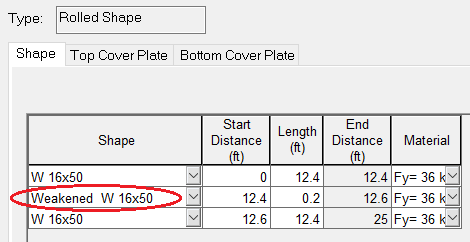 Type: Rolled Shape
Shape Top Cover Plate Bottom Cover Plate
Shape Start Distance (ft) Length (ft) End Distance (ft) Material
W 16x50 0 12.4 12.4 Fy= 36 k
Weakened W 16x50 12.4 0.2 12.6 Fy= 36 k
W 16x50 12.6 12.4 25 Fy= 36 k